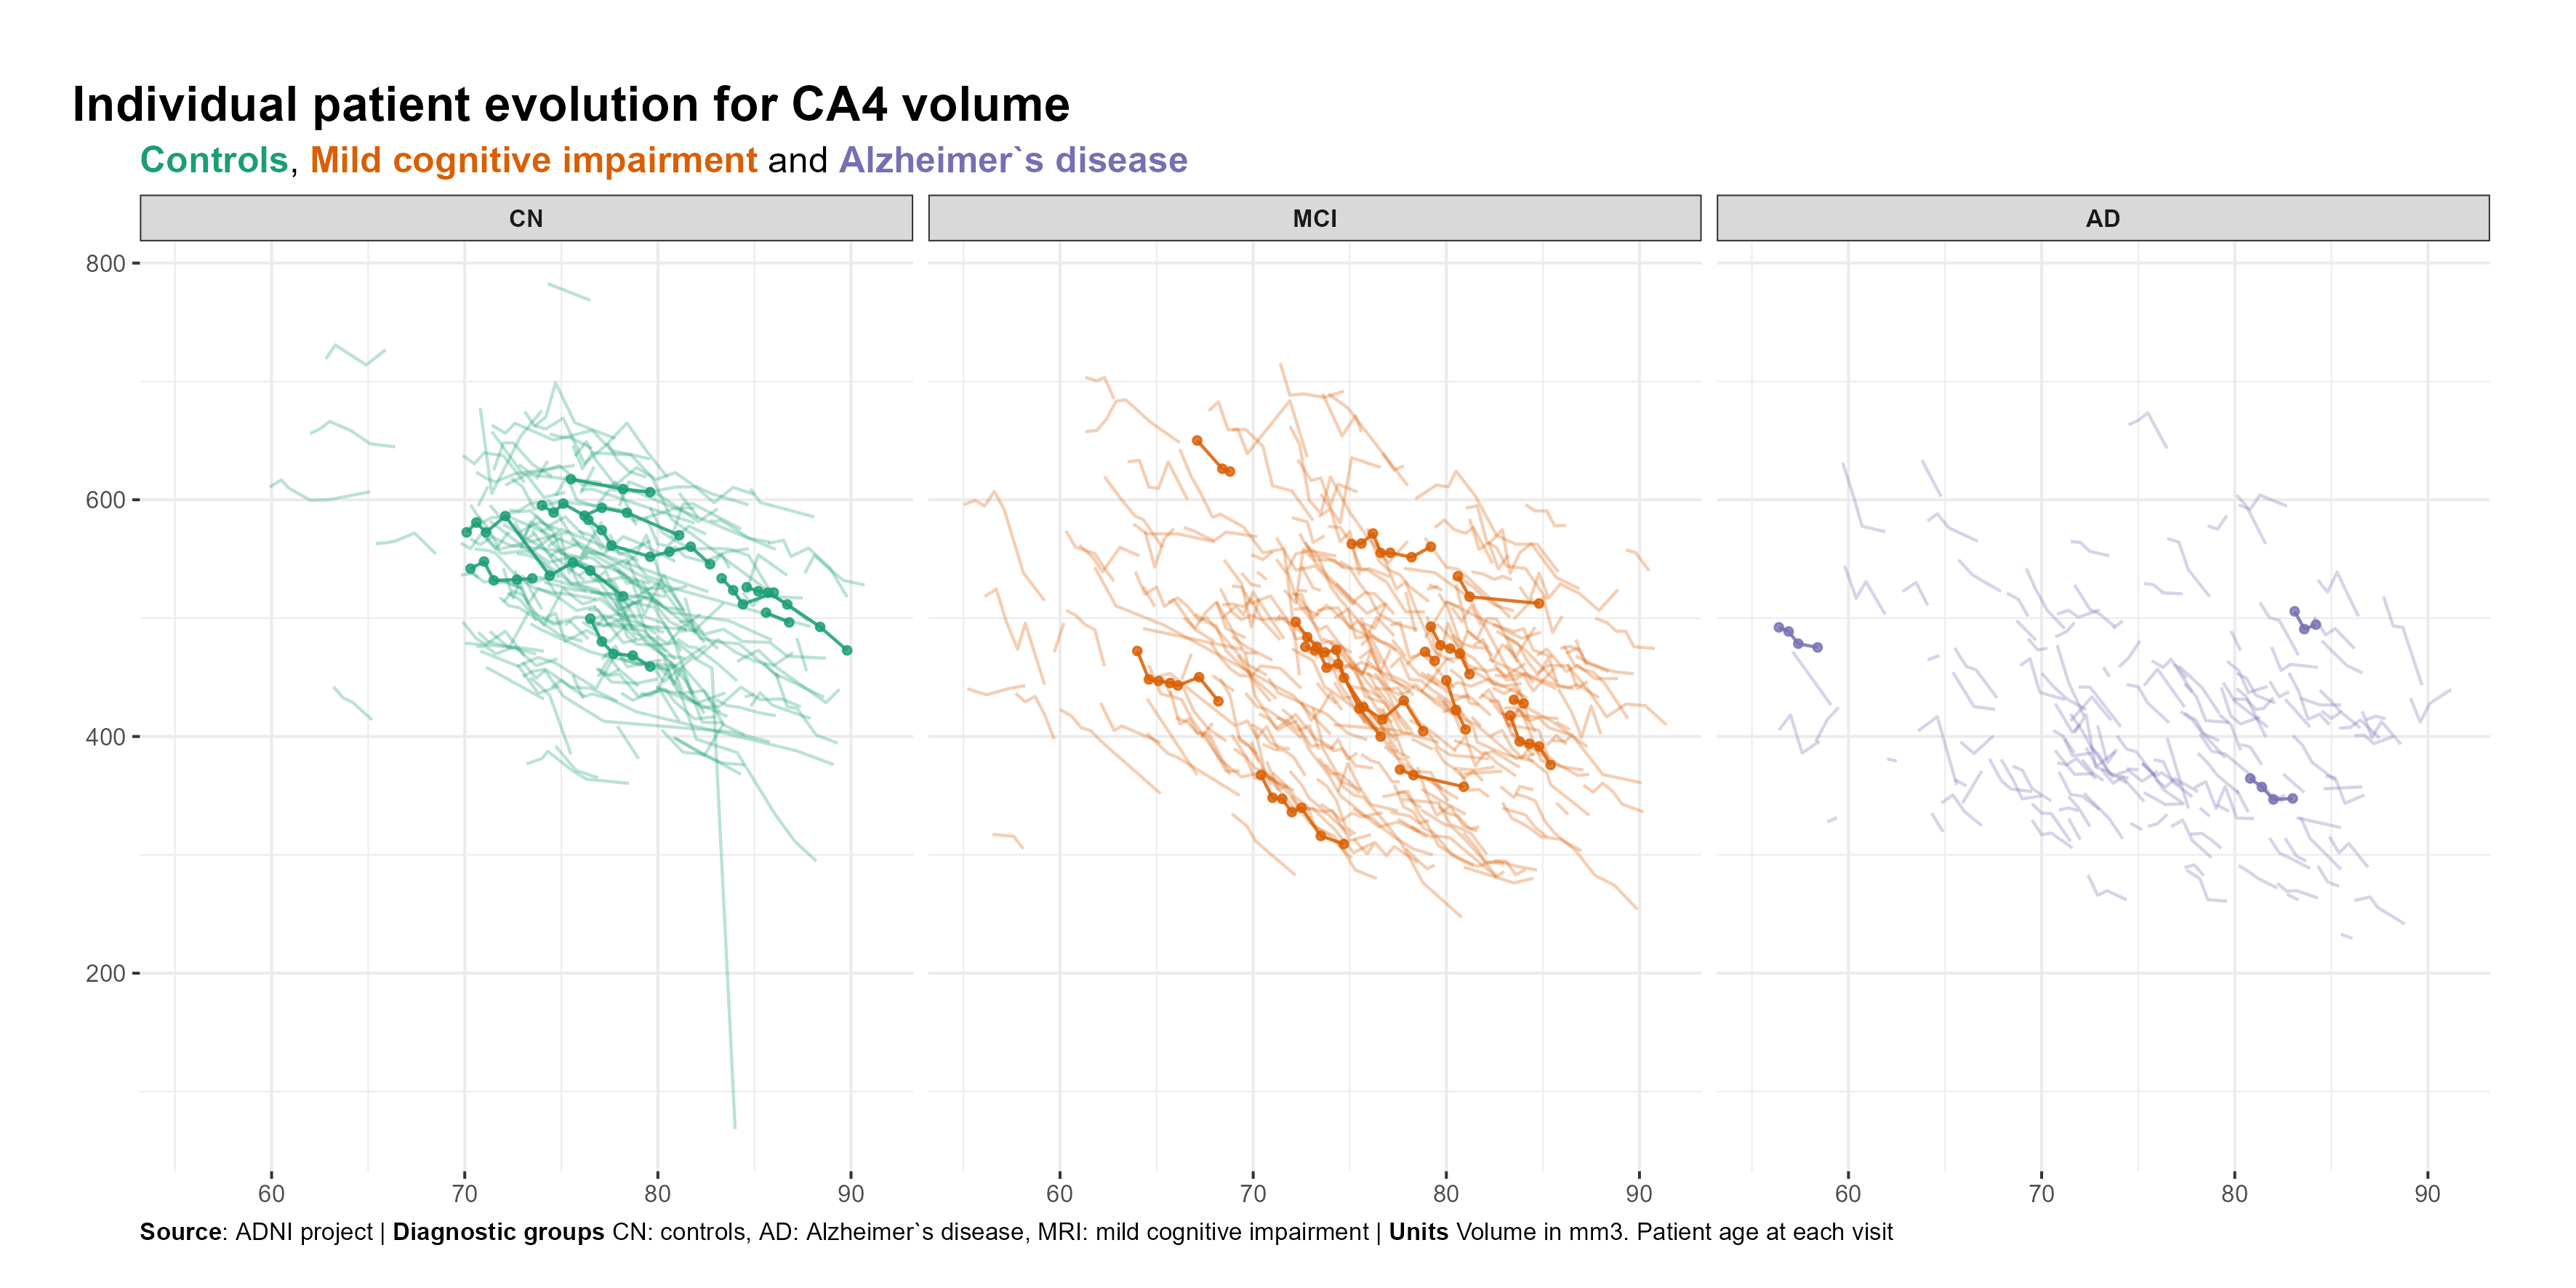 Individual patient evolution for CA4 volume
Controls, Mild cognitive impairment and Alzheimer`s disease
CN
MCI
AD
800
600
400
200
60 70 80 90
60 70 80 90
60 70 80 90
Source: ADNI project | Diagnostic groups CN: controls, AD: Alzheimer`s disease, MRI: mild cognitive impairment | Units Volume in mm3. Patient age at each visit